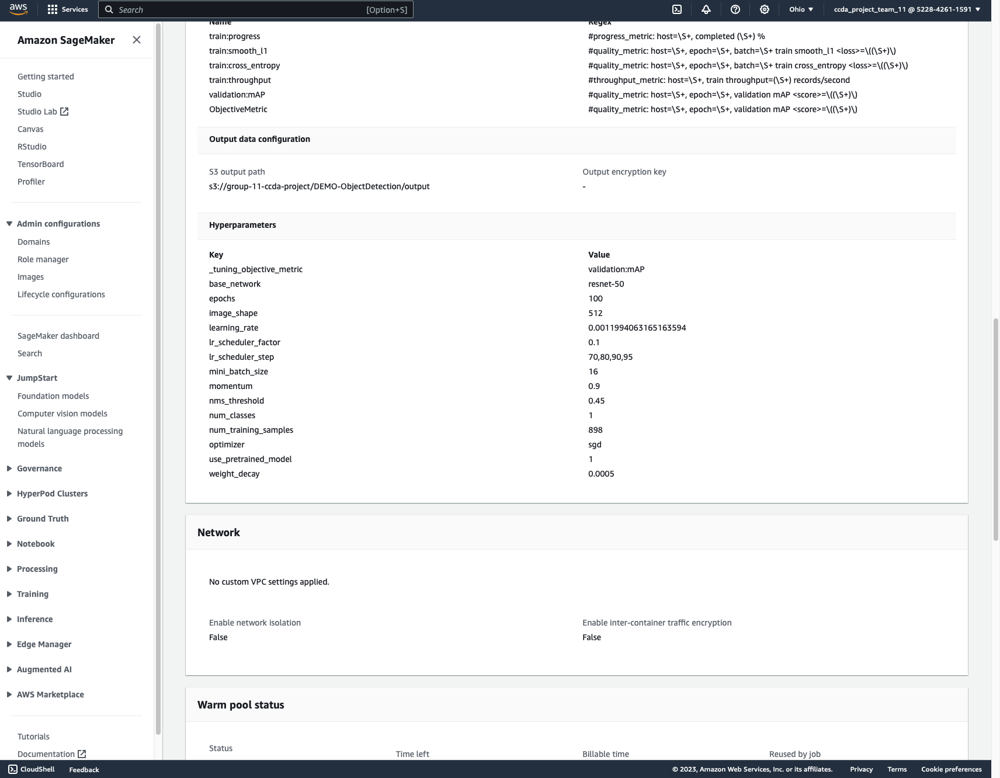 aws
Services
Search
[Option+S]
Ohio
ccda_project_team_11 @ 5228-4261-1591
Amazon SageMaker
Getting started
Studio
Studio Lab
Canvas
RStudio
TensorBoard
Profiler
Admin configurations
Domains
Role manager
Images
Lifecycle configurations
SageMaker dashboard
Search
JumpStart
Foundation models
Computer vision models
Natural language processing
models
Governance
HyperPod Clusters
Ground Truth
Notebook
Processing
Training
Inference
Edge Manager
Augmented AI
AWS Marketplace
Tutorials
Documentation
Name Regex
train:progress #progress_metric: host=\S+, completed (\S+) %
train:smooth_l1 #quality_metric: host=\S+, epoch=\S+, batch=\S+ train smooth_l1 <loss>=\((\S+)\)
train:cross_entropy #quality_metric: host=\S+, epoch=\S+, batch=\S+ train cross_entropy <loss>=\((\S+)\)
train:throughput #throughput_metric: host=\S+, train throughput=(\S+) records/second
validation:mAP #quality_metric: host=\S+, epoch=\S+, validation mAP <score>=\((\S+)\)
ObjectiveMetric #quality_metric: host=\S+, epoch=\S+, validation mAP <score>=\((\S+)\)
Output data configuration
S3 output path Output encryption key
s3://group-11-ccda-project/DEMO-ObjectDetection/output -
Hyperparameters
Key Value
_tuning_objective_metric validation:mAP
base_network resnet-50
epochs 100
image_shape 512
learning_rate 0.0011994063165163594
lr_scheduler_factor 0.1
lr_scheduler_step 70,80,90,95
mini_batch_size 16
momentum 0.9
nms_threshold 0.45
num_classes 1
num_training_samples 898
optimizer sgd
use_pretrained_model 1
weight_decay 0.0005
Network
No custom VPC settings applied.
Enable network isolation Enable inter-container traffic encryption
False False
Warm pool status
Status Time left Billable time Reused by job
CloudShell Feedback © 2023, Amazon Web Services, Inc. or its affiliates. Privacy Terms Cookie preferences